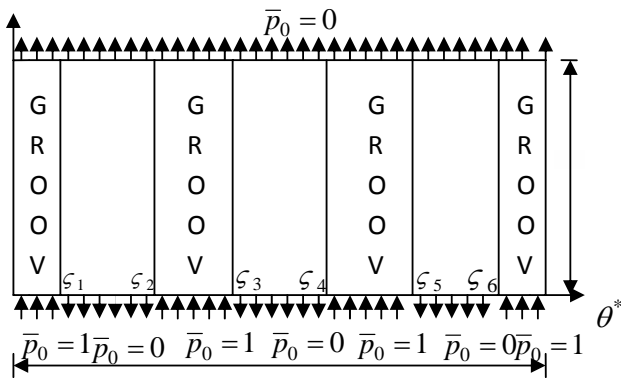 p̄₀ = 0
G R O O V
G R O O V
G R O O V
G R O O V
ς₁ ς₂ ς₃ ς₄ ς₅ ς₆
θ*
p̄₀ = 1 p̄₀ = 0 p̄₀ = 1 p̄₀ = 0 p̄₀ = 1 p̄₀ = 0 p̄₀ = 1